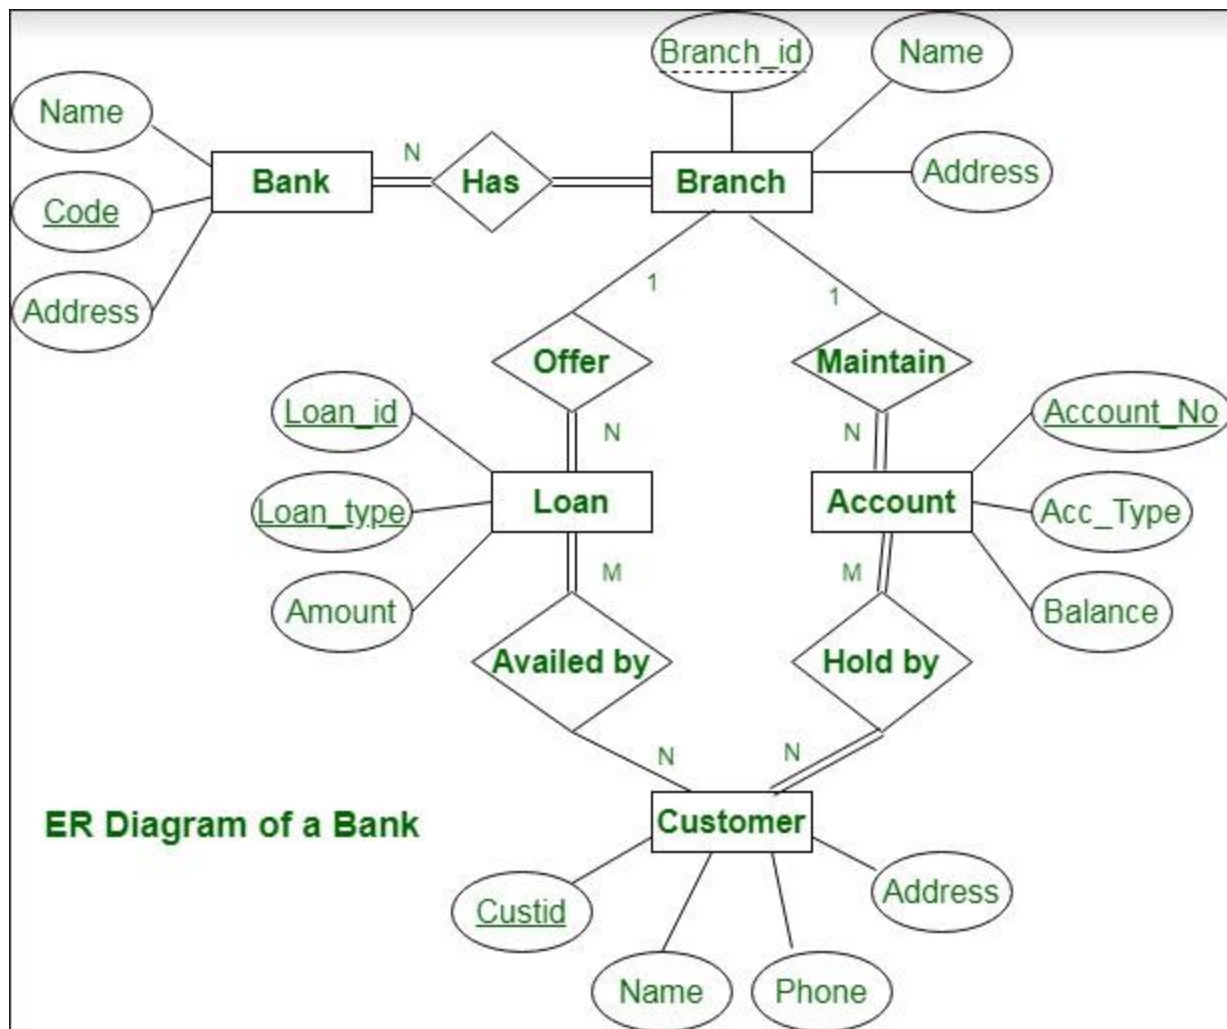 Branch_id
Name
Name
Address
N
Bank
Has
Branch
Code
Address
1
1
Offer
Maintain
Loan_id
N
N
Account_No
Loan_type
Loan
Account
Acc_Type
M
M
Amount
Balance
Availed by
Hold by
N
N
ER Diagram of a Bank
Customer
Custid
Address
Name
Phone